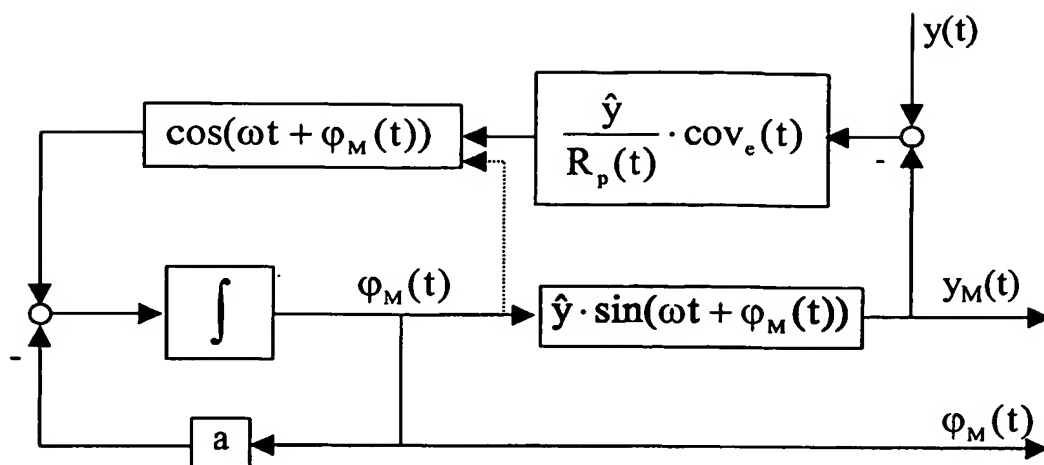 y(t)
cos(ωt + φ_M(t))
ŷ / R_p(t) · cov_e(t)
-
∫
φ_M(t)
ŷ · sin(ωt + φ_M(t))
y_M(t)
-
a
φ_M(t)